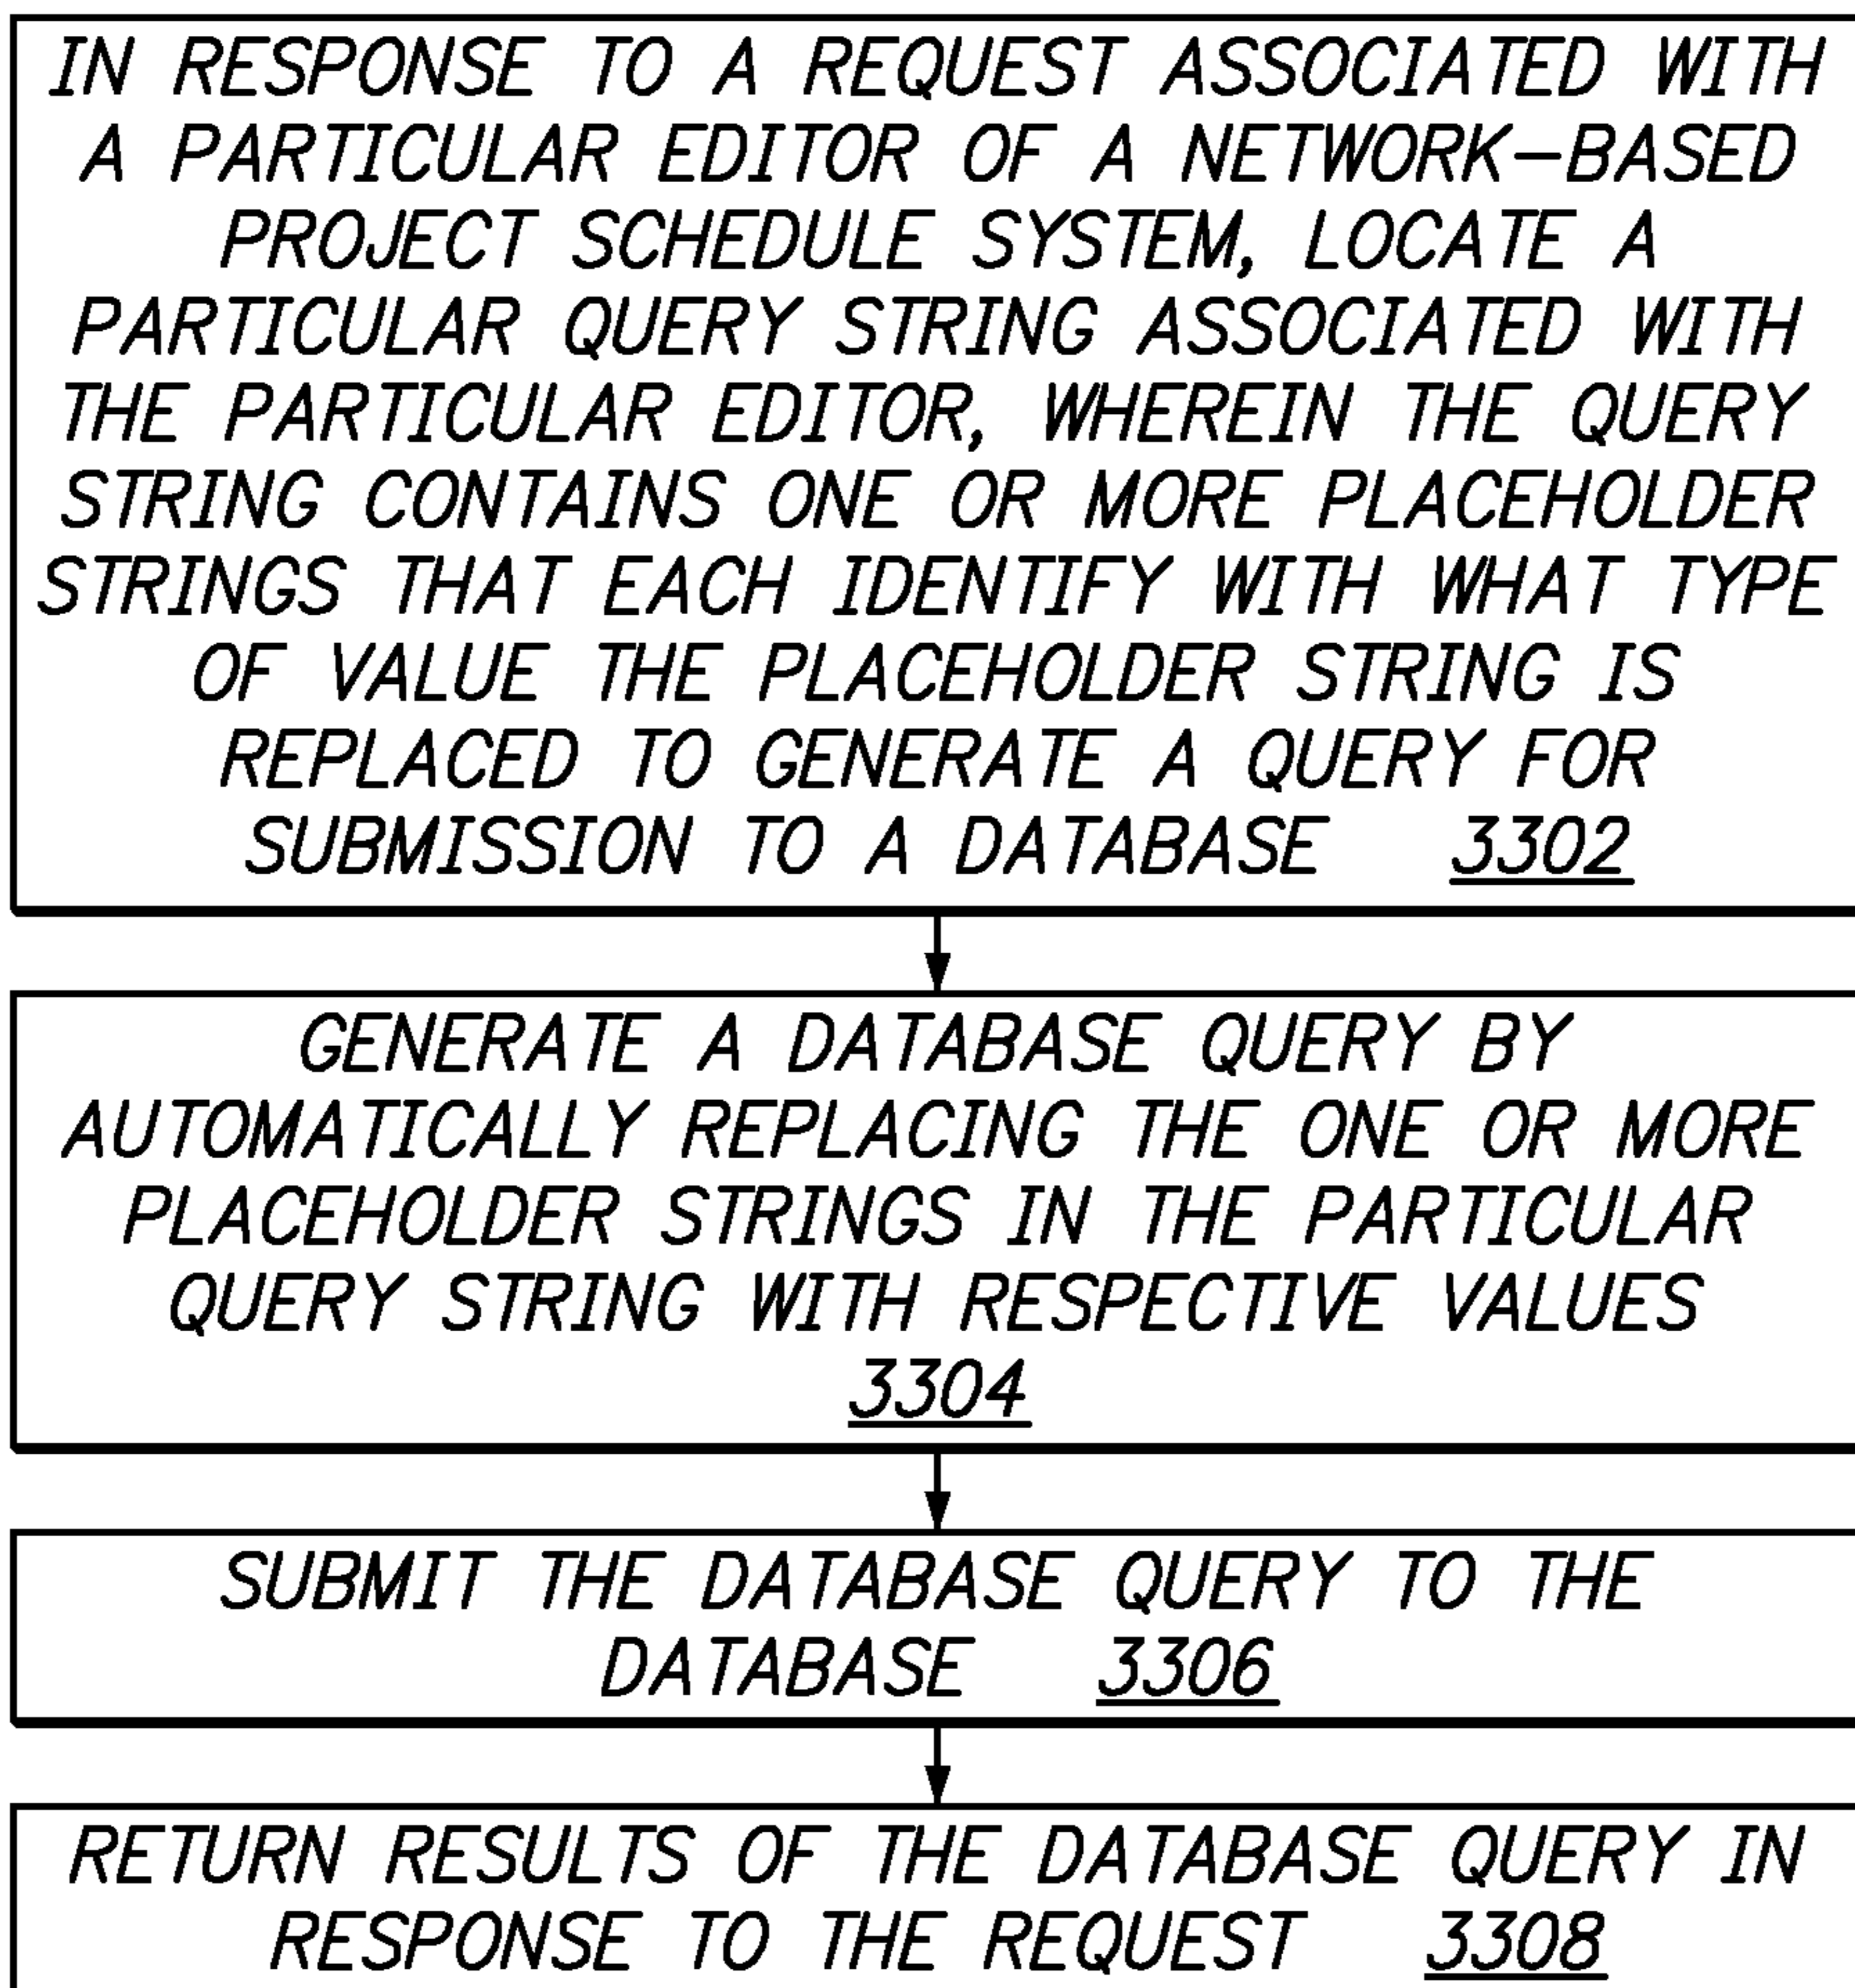 IN RESPONSE TO A REQUEST ASSOCIATED WITH
A PARTICULAR EDITOR OF A NETWORK-BASED
PROJECT SCHEDULE SYSTEM, LOCATE A
PARTICULAR QUERY STRING ASSOCIATED WITH
THE PARTICULAR EDITOR, WHEREIN THE QUERY
STRING CONTAINS ONE OR MORE PLACEHOLDER
STRINGS THAT EACH IDENTIFY WITH WHAT TYPE
OF VALUE THE PLACEHOLDER STRING IS
REPLACED TO GENERATE A QUERY FOR
SUBMISSION TO A DATABASE 3302
GENERATE A DATABASE QUERY BY
AUTOMATICALLY REPLACING THE ONE OR MORE
PLACEHOLDER STRINGS IN THE PARTICULAR
QUERY STRING WITH RESPECTIVE VALUES
3304
SUBMIT THE DATABASE QUERY TO THE
DATABASE 3306
RETURN RESULTS OF THE DATABASE QUERY IN
RESPONSE TO THE REQUEST 3308